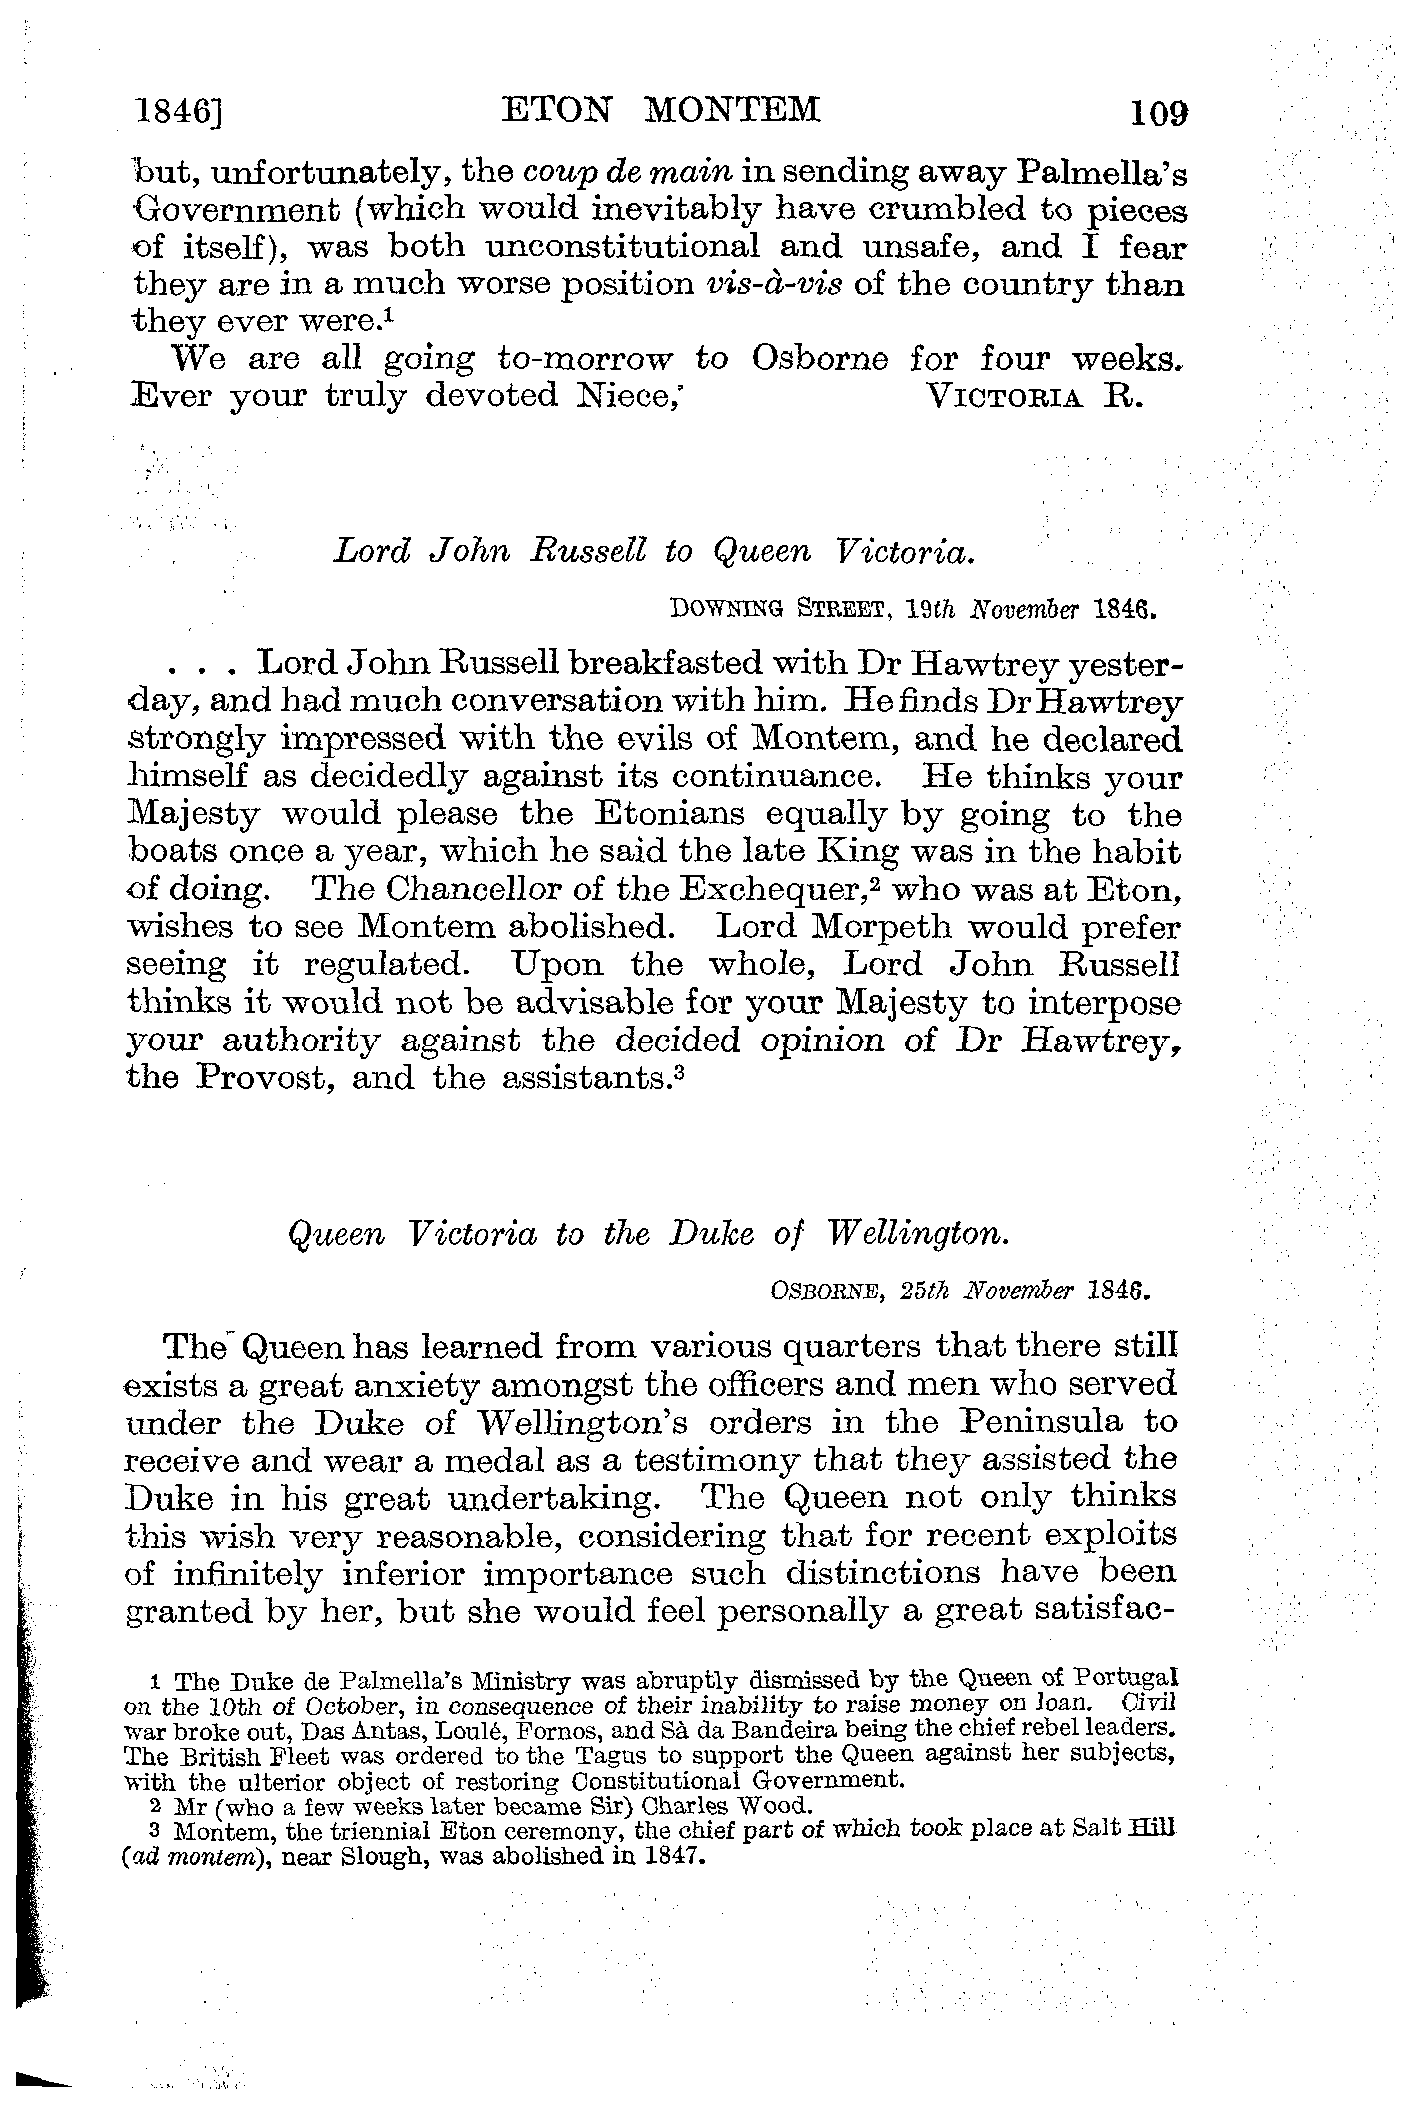 1846] ETON MONTEM 109
but, unfortunately, the coup de main in sending away Palmella's
Government (which would inevitably have crumbled to pieces
of itself), was both unconstitutional and unsafe, and I fear
they are in a much worse position vis-à-vis of the country than
they ever were.¹
We are all going to-morrow to Osborne for four weeks.
Ever your truly devoted Niece, VICTORIA R.
Lord John Russell to Queen Victoria.
DOWNING STREET, 19th November 1846.
. . . Lord John Russell breakfasted with Dr Hawtrey yester-
day, and had much conversation with him. He finds Dr Hawtrey
strongly impressed with the evils of Montem, and he declared
himself as decidedly against its continuance. He thinks your
Majesty would please the Etonians equally by going to the
boats once a year, which he said the late King was in the habit
of doing. The Chancellor of the Exchequer,² who was at Eton,
wishes to see Montem abolished. Lord Morpeth would prefer
seeing it regulated. Upon the whole, Lord John Russell
thinks it would not be advisable for your Majesty to interpose
your authority against the decided opinion of Dr Hawtrey,
the Provost, and the assistants.³
Queen Victoria to the Duke of Wellington.
OSBORNE, 25th November 1846.
The Queen has learned from various quarters that there still
exists a great anxiety amongst the officers and men who served
under the Duke of Wellington's orders in the Peninsula to
receive and wear a medal as a testimony that they assisted the
Duke in his great undertaking. The Queen not only thinks
this wish very reasonable, considering that for recent exploits
of infinitely inferior importance such distinctions have been
granted by her, but she would feel personally a great satisfac-
1 The Duke de Palmella's Ministry was abruptly dismissed by the Queen of Portugal
on the 10th of October, in consequence of their inability to raise money on loan. Civil
war broke out, Das Antas, Loulé, Fornos, and Sà da Bandeira being the chief rebel leaders.
The British Fleet was ordered to the Tagus to support the Queen against her subjects,
with the ulterior object of restoring Constitutional Government.
2 Mr (who a few weeks later became Sir) Charles Wood.
3 Montem, the triennial Eton ceremony, the chief part of which took place at Salt Hill
(ad montem), near Slough, was abolished in 1847.